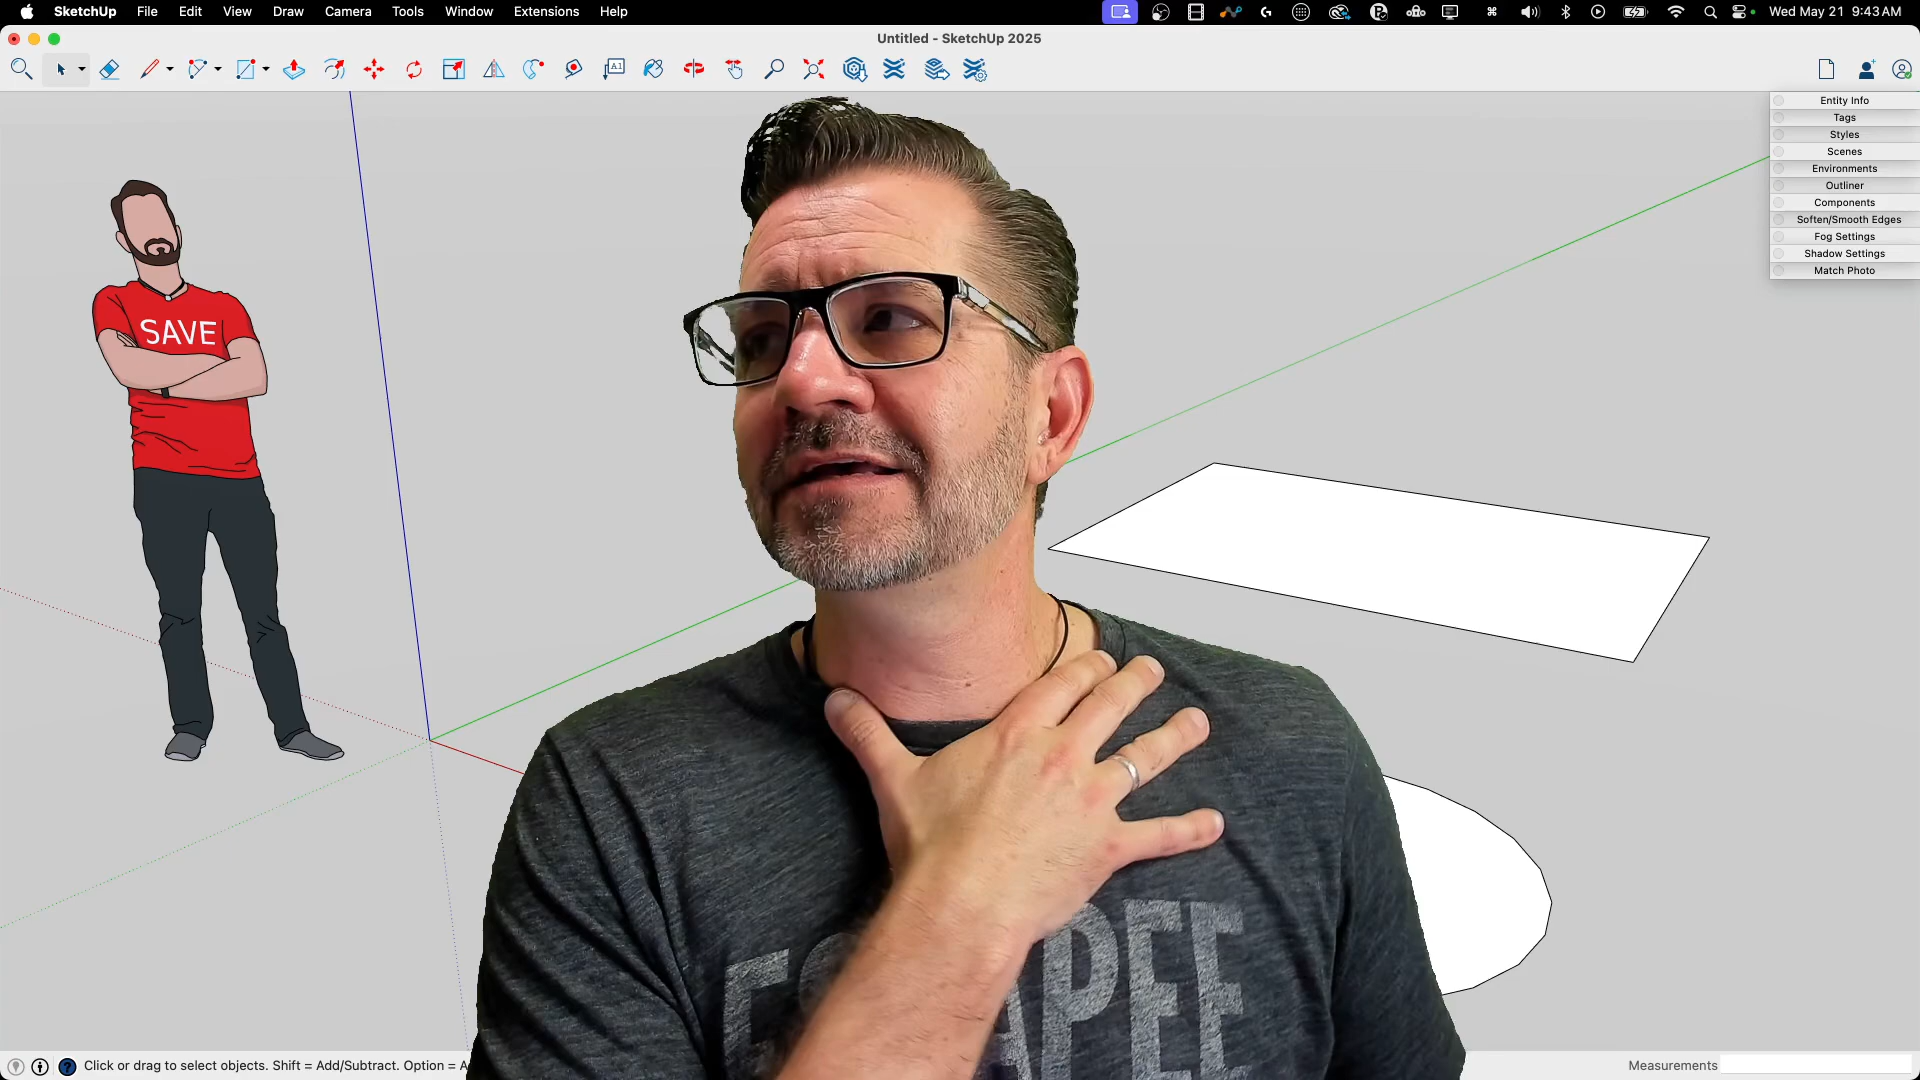 SketchUp File Edit View Draw Camera Tools Window Extensions Help
Wed May 21 9:43 AM
Untitled - SketchUp 2025
A1
Entity Info
Tags
Styles
Scenes
Environments
Outliner
Components
Soften/Smooth Edges
Fog Settings
Shadow Settings
Match Photo
SAVE
Click or drag to select objects. Shift = Add/Subtract. Option =
Measurements